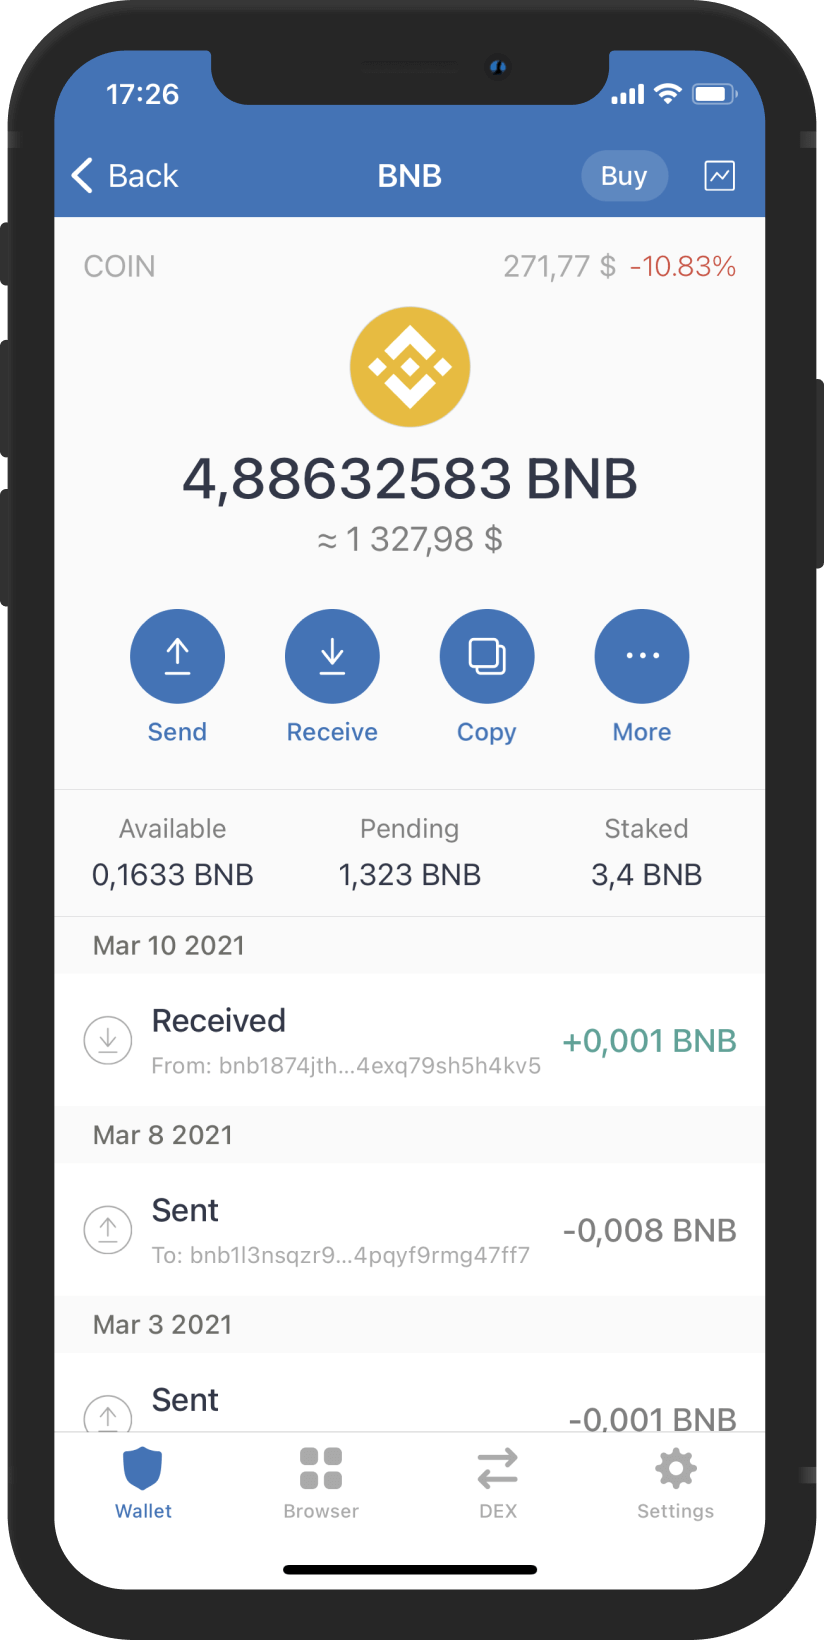 17:26
Back BNB Buy
COIN 271,77 $ -10.83%
4,88632583 BNB
≈ 1 327,98 $
Send Receive Copy More
Available Pending Staked
0,1633 BNB 1,323 BNB 3,4 BNB
Mar 10 2021
Received
+0,001 BNB
From: bnb1874jth...4exq79sh5h4kv5
Mar 8 2021
Sent
-0,008 BNB
To: bnb1l3nsqzr9...4pqyf9rmg47ff7
Mar 3 2021
Sent
-0,001 BNB
Wallet Browser DEX Settings